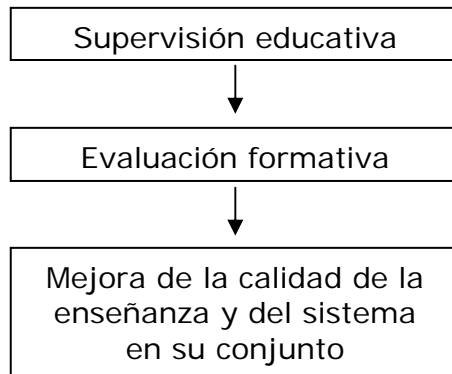 Supervisión educativa
Evaluación formativa
Mejora de la calidad de la
enseñanza y del sistema
en su conjunto